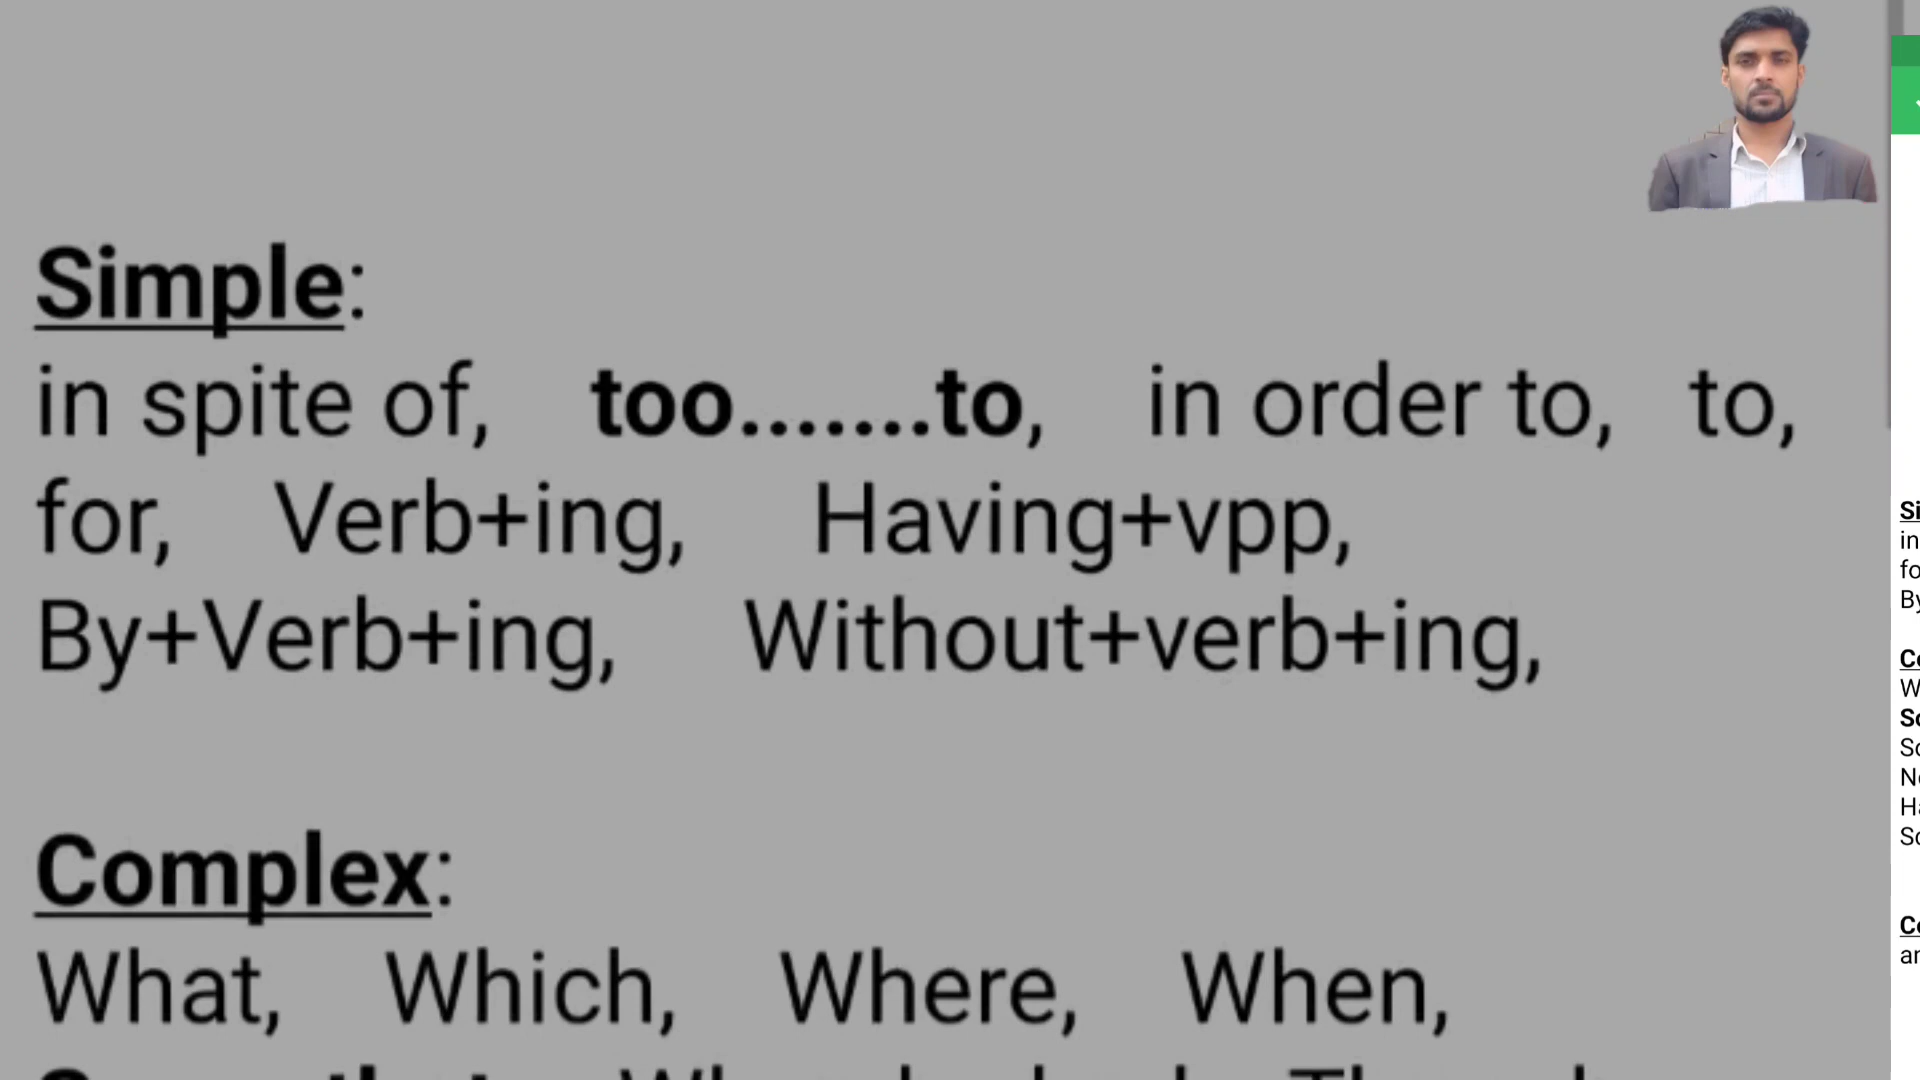 Simple:
in spite of, too.......to, in order to, to,
for, Verb+ing, Having+vpp,
By+Verb+ing, Without+verb+ing,
Complex:
What, Which, Where, When,